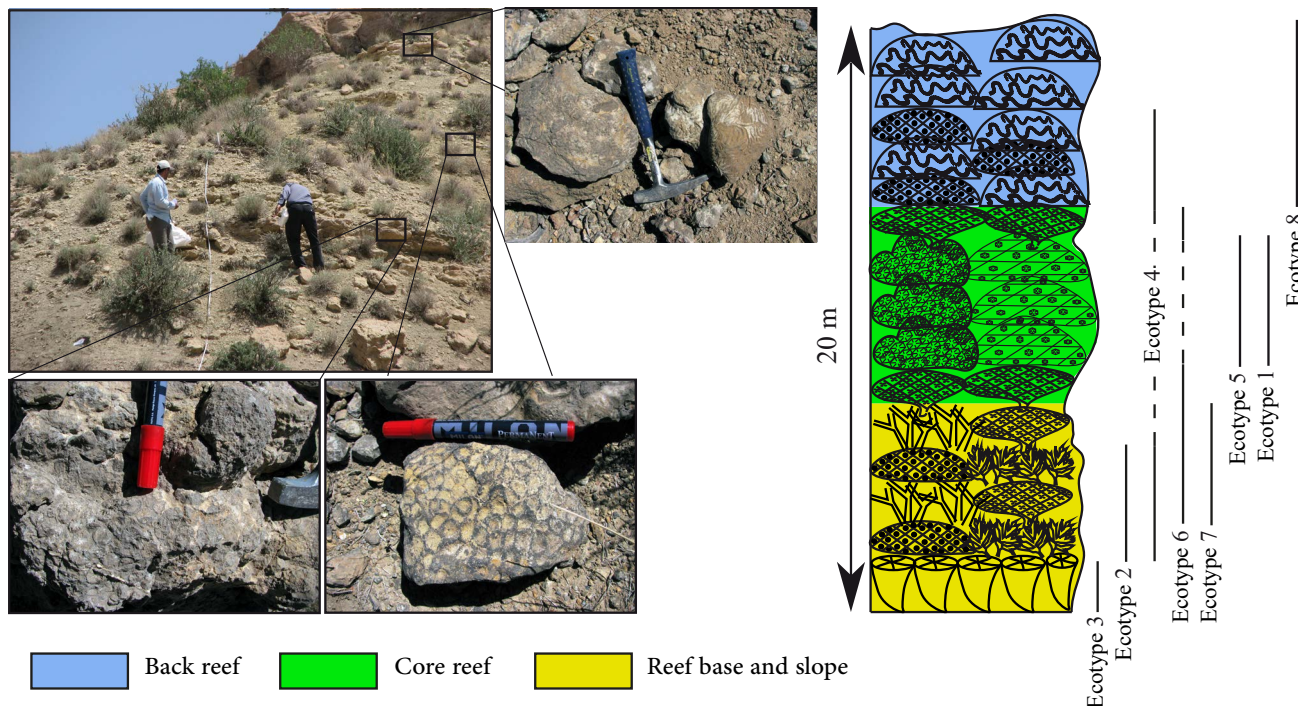 MILAN
PERMANENT
20 m
Ecotype 3
Ecotype 2
Ecotype 4.
Ecotype 6
Ecotype 7
Ecotype 5
Ecotype 1
Ecotype 8
Back reef
Core reef
Reef base and slope